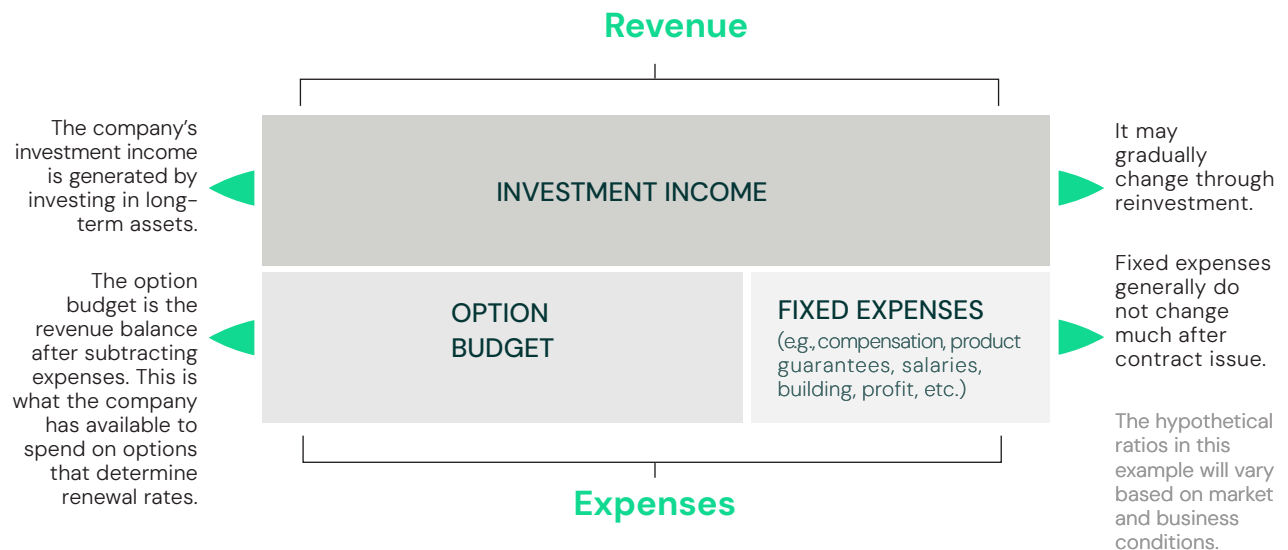 Revenue
The company’s
investment income
is generated by
investing in long-
term assets.
INVESTMENT INCOME
It may
gradually
change through
reinvestment.
The option
budget is the
revenue balance
after subtracting
expenses. This is
what the company
has available to
spend on options
that determine
renewal rates.
OPTION
BUDGET
FIXED EXPENSES
(e.g., compensation, product
guarantees, salaries,
building, profit, etc.)
Fixed expenses
generally do
not change
much after
contract issue.
The hypothetical
ratios in this
example will vary
based on market
and business
conditions.
Expenses